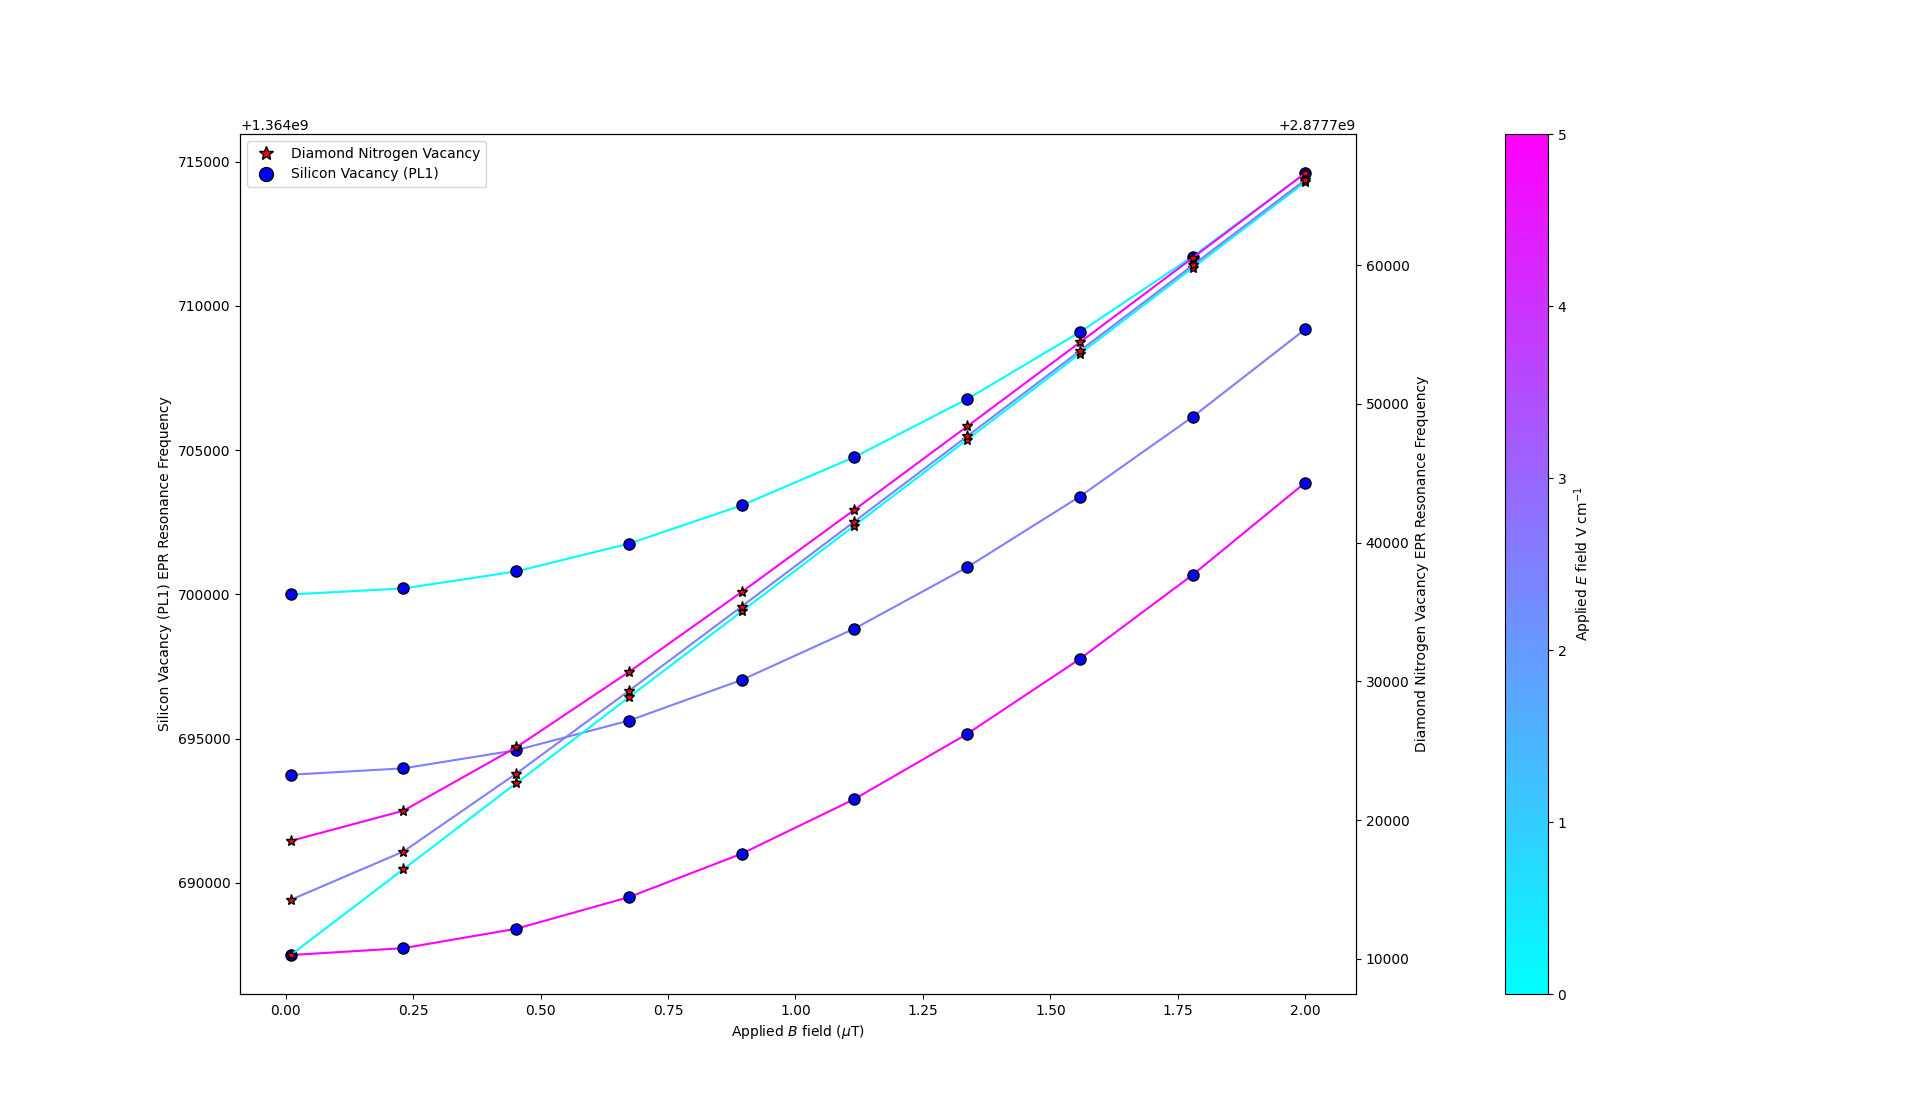 +1.364e9
+2.8777e9
Diamond Nitrogen Vacancy
Silicon Vacancy (PL1)
715000
710000
705000
700000
695000
690000
Silicon Vacancy (PL1) EPR Resonance Frequency
0.00 0.25 0.50 0.75 1.00 1.25 1.50 1.75 2.00
Applied B field (μT)
60000
50000
40000
30000
20000
10000
Diamond Nitrogen Vacancy EPR Resonance Frequency
5
4
3
2
1
0
Applied E field V cm⁻¹